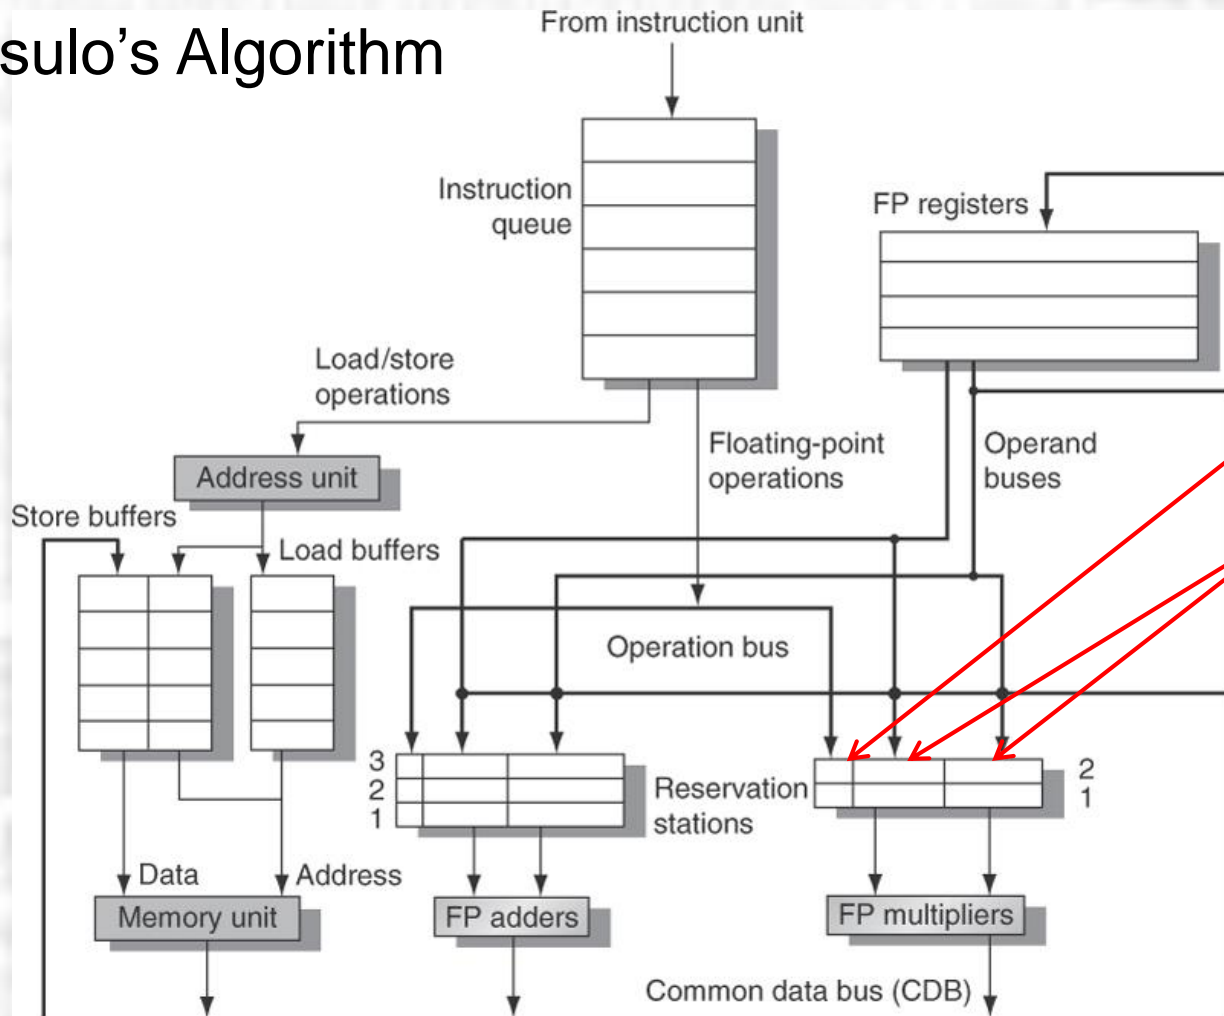 sulo's Algorithm
From instruction unit
Instruction
queue
FP registers
Load/store
operations
Floating-point
operations
Operand
buses
Address unit
Store buffers
Load buffers
Operation bus
3
2
1
Reservation
stations
2
1
Data
Address
Memory unit
FP adders
FP multipliers
Common data bus (CDB)